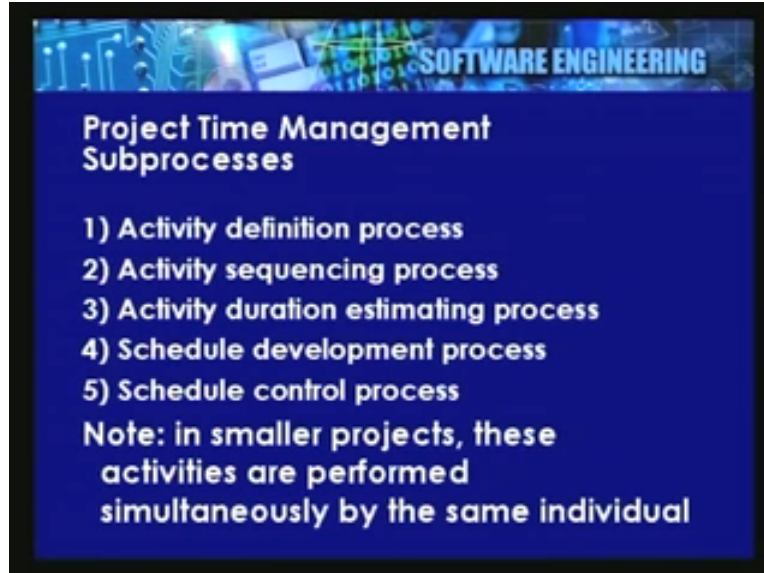 SOFTWARE ENGINEERING
Project Time Management
Subprocesses
1) Activity definition process
2) Activity sequencing process
3) Activity duration estimating process
4) Schedule development process
5) Schedule control process
Note: in smaller projects, these
activities are performed
simultaneously by the same individual